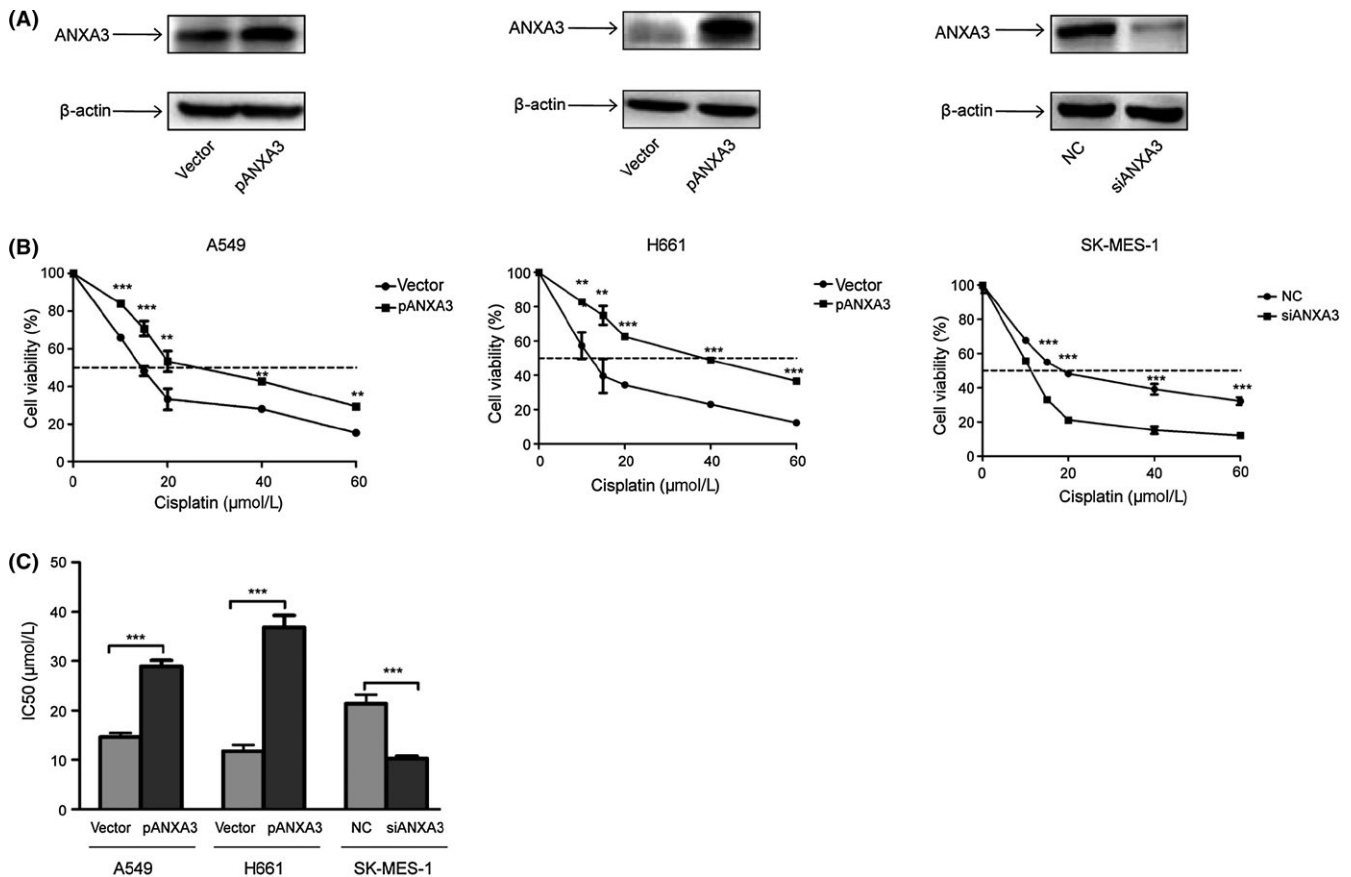 (A)
ANXA3
β-actin
Vector
pANXA3
ANXA3
β-actin
Vector
pANXA3
ANXA3
β-actin
NC
siANXA3
(B)
A549
Cell viability (%)
100
80
60
40
20
0
***
***
**
**
**
Vector
pANXA3
0
20
40
60
Cisplatin (µmol/L)
H661
Cell viability (%)
100
80
60
40
20
0
**
**
***
***
***
Vector
pANXA3
0
20
40
60
Cisplatin (µmol/L)
SK-MES-1
Cell viability (%)
100
80
60
40
20
0
***
***
***
***
NC
siANXA3
0
20
40
60
Cisplatin (µmol/L)
(C)
IC50 (µmol/L)
50
40
30
20
10
0
***
***
***
Vector pANXA3
Vector pANXA3
NC siANXA3
A549
H661
SK-MES-1